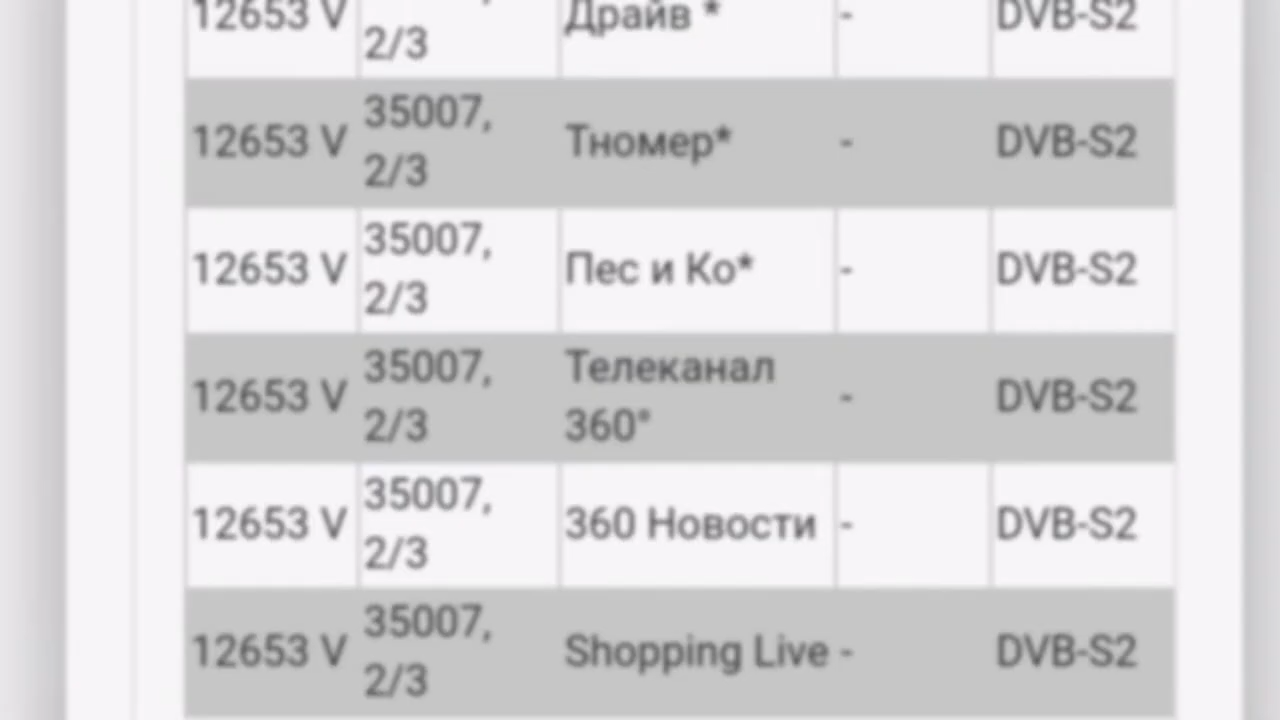 12653 V
2/3
Драйв *
-
DVB-S2
12653 V
35007,
2/3
Тномер*
-
DVB-S2
12653 V
35007,
2/3
Пес и Ко*
-
DVB-S2
12653 V
35007,
2/3
Телеканал
360°
-
DVB-S2
12653 V
35007,
2/3
360 Новости
-
DVB-S2
12653 V
35007,
2/3
Shopping Live
-
DVB-S2